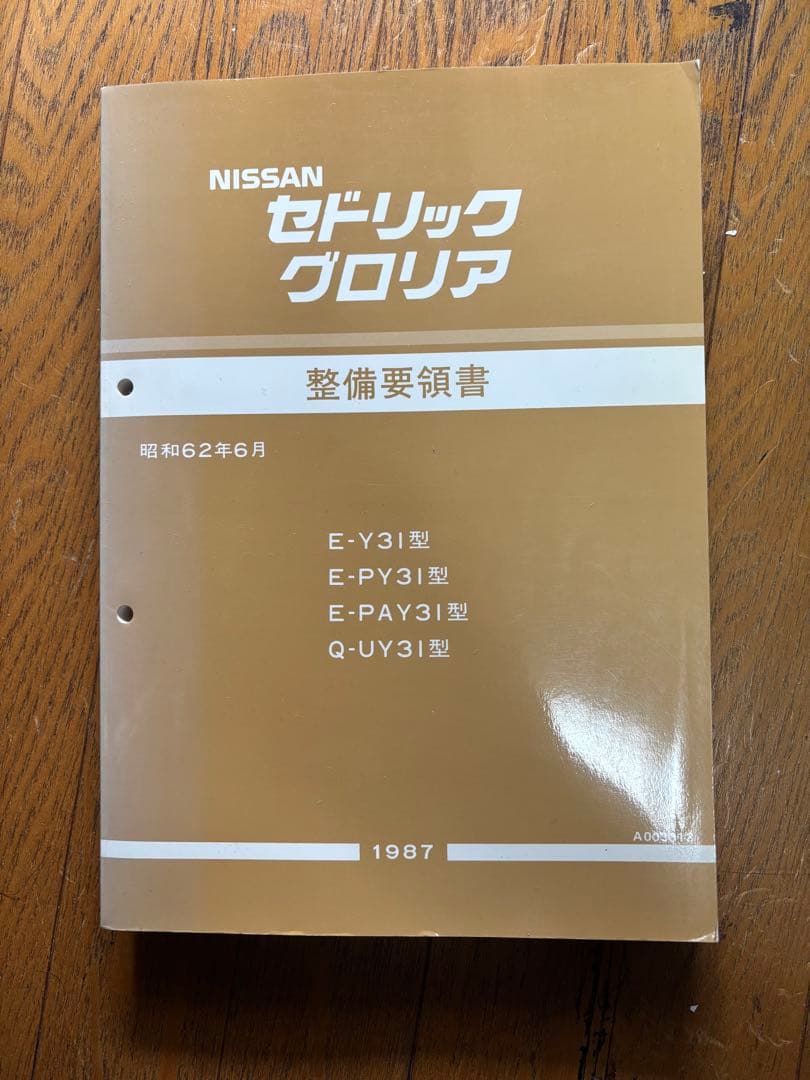 NISSAN
セドリック
グロリア
整備要領書
昭和62年6月
E-Y31型
E-PY31型
E-PAY31型
Q-UY31型
1987